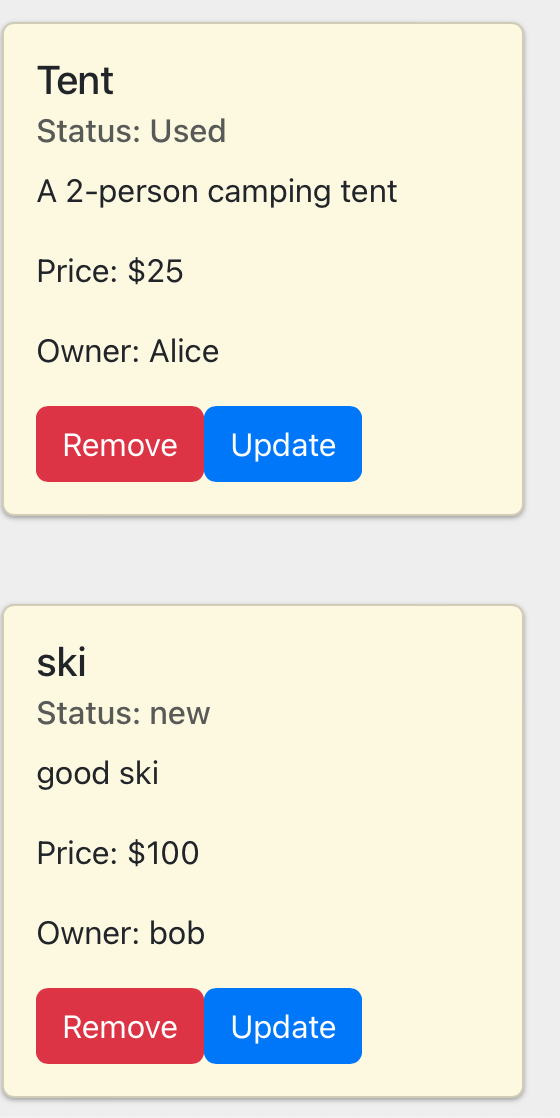 Tent
Status: Used
A 2-person camping tent
Price: $25
Owner: Alice
Remove Update
ski
Status: new
good ski
Price: $100
Owner: bob
Remove Update